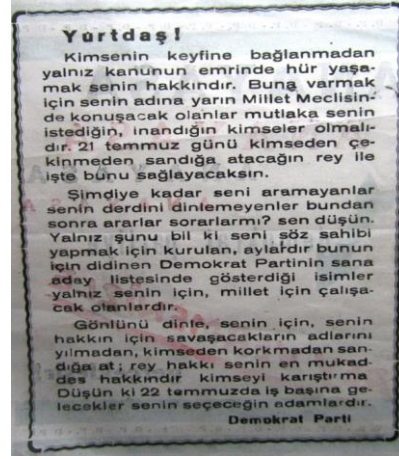 Yurtdaş!
Kimsenin keyfine bağlanmadan
yalnız kanunun emrinde hür yaşa-
mak senin hakkındır. Buna varmak
için senin adına yarın Millet Meclisin-
de konuşacak olanlar mutlaka senin
istediğin, inandığın kimseler olmalı-
dır. 21 temmuz günü kimseden çe-
kinmeden sandığa atacağın rey ile
işte bunu sağlayacaksın.
Şimdiye kadar seni aramayanlar
senin derdini dinlemeyenler bundan
sonra ararlar sorarlarmı? sen düşün.
Yalnız şunu bil ki seni söz sahibi
yapmak için kurulan, aylardır bunun
için didinen Demokrat Partinin sana
aday listesinde gösterdiği isimler
yalnız senin için, millet için çalışa-
cak olanlardır.
Gönlünü dinle, senin için, senin
hakkın için savaşacakların adlarını
yılmadan, kimseden korkmadan san-
dığa at; rey hakkı senin en mukad-
des hakkındır kimseyi karıştırma
Düşün ki 22 temmuzda iş başına ge-
lecekler senin seçeceğin adamlardır.
Demokrat Parti